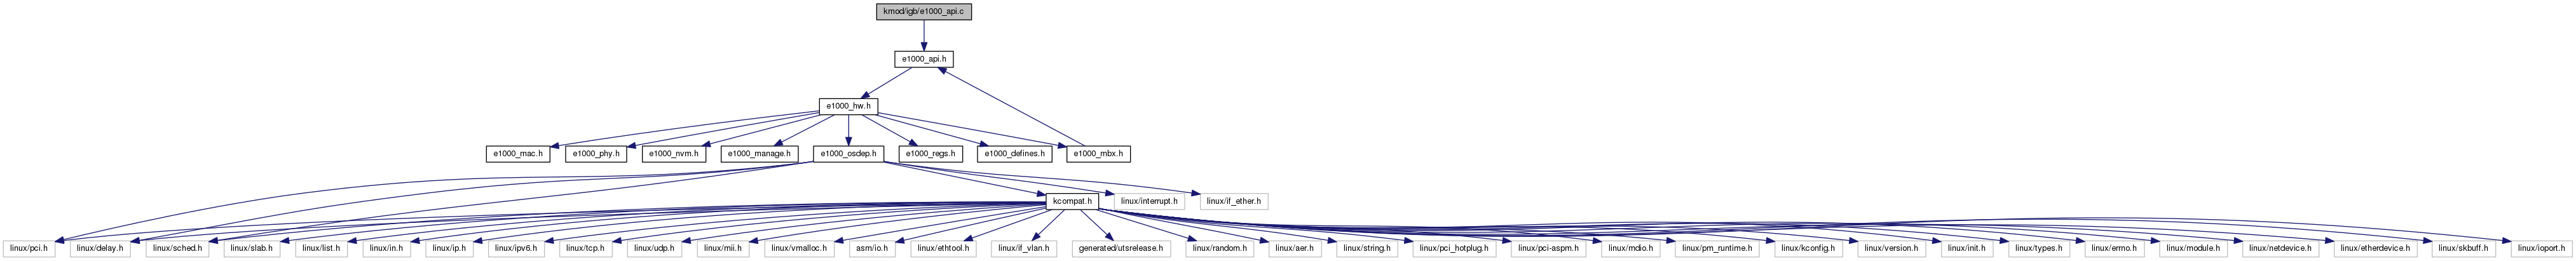 kmod/igb/e1000_api.c
e1000_api.h
e1000_hw.h
e1000_mac.h
e1000_phy.h
e1000_nvm.h
e1000_manage.h
e1000_osdep.h
e1000_regs.h
e1000_defines.h
e1000_mbx.h
kcompat.h
linux/interrupt.h
linux/if_ether.h
linux/pci.h
linux/delay.h
linux/sched.h
linux/slab.h
linux/list.h
linux/in.h
linux/ip.h
linux/ipv6.h
linux/tcp.h
linux/udp.h
linux/mii.h
linux/vmalloc.h
asm/io.h
linux/ethtool.h
linux/if_vlan.h
generated/utsrelease.h
linux/random.h
linux/aer.h
linux/string.h
linux/pci_hotplug.h
linux/pci-aspm.h
linux/mdio.h
linux/pm_runtime.h
linux/kconfig.h
linux/version.h
linux/init.h
linux/types.h
linux/errno.h
linux/module.h
linux/netdevice.h
linux/etherdevice.h
linux/skbuff.h
linux/ioport.h